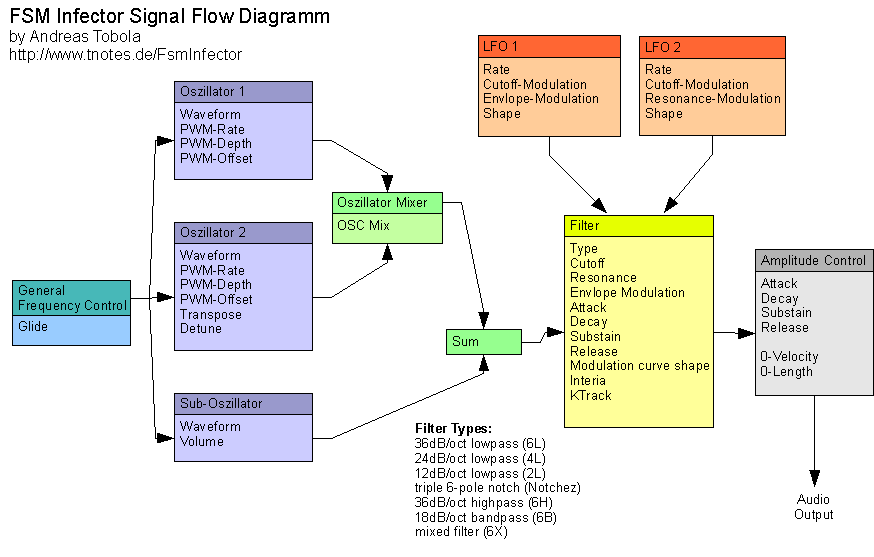 FSM Infector Signal Flow Diagramm
by Andreas Tobola
http://www.tnotes.de/FsmInfector
General
Frequency Control
Glide
Oszillator 1
Waveform
PWM-Rate
PWM-Depth
PWM-Offset
Oszillator 2
Waveform
PWM-Rate
PWM-Depth
PWM-Offset
Transpose
Detune
Sub-Oszillator
Waveform
Volume
Oszillator Mixer
OSC Mix
Sum
LFO 1
Rate
Cutoff-Modulation
Envlope-Modulation
Shape
LFO 2
Rate
Cutoff-Modulation
Resonance-Modulation
Shape
Filter
Type
Cutoff
Resonance
Envlope Modulation
Attack
Decay
Substain
Release
Modulation curve shape
Interia
KTrack
Amplitude Control
Attack
Decay
Substain
Release
0-Velocity
0-Length
Audio
Output
Filter Types:
36dB/oct lowpass (6L)
24dB/oct lowpass (4L)
12dB/oct lowpass (2L)
triple 6-pole notch (Notchez)
36dB/oct highpass (6H)
18dB/oct bandpass (6B)
mixed filter (6X)